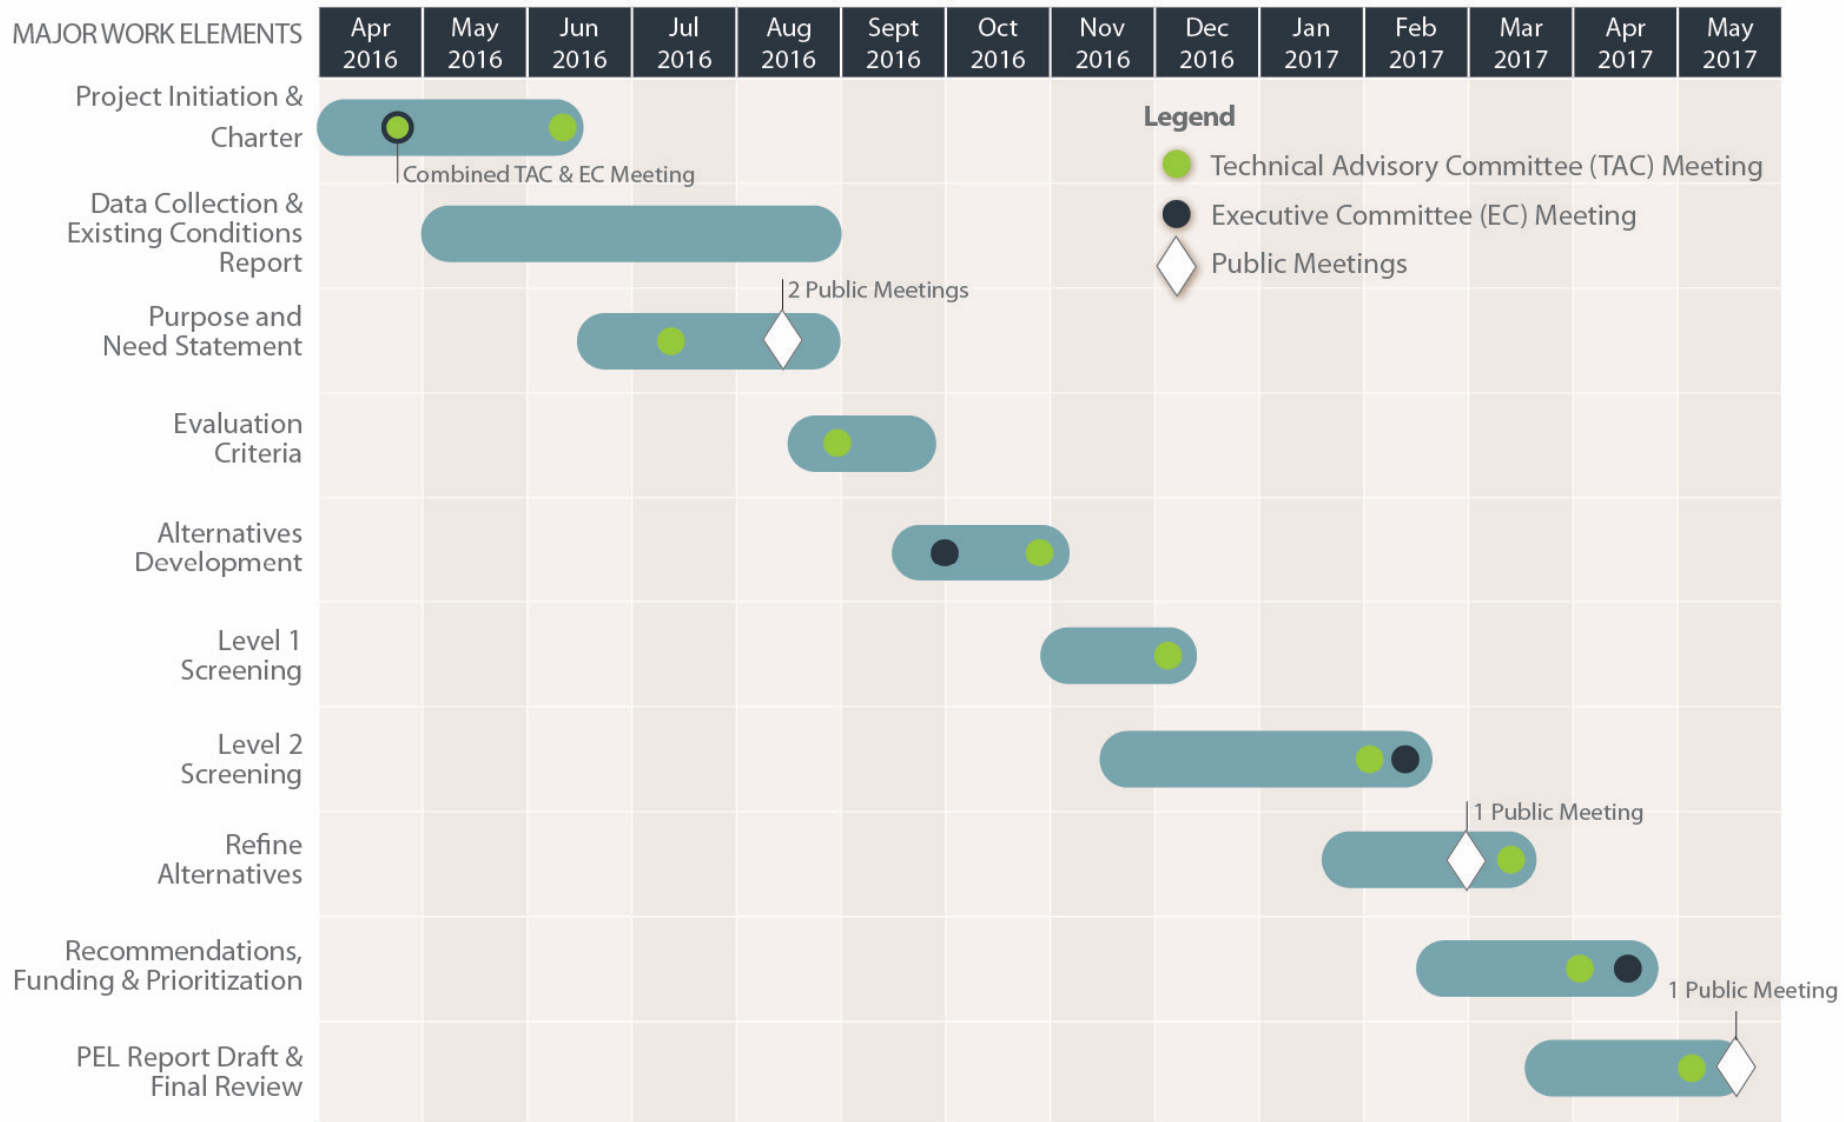 MAJOR WORK ELEMENTS
Apr 2016
May 2016
Jun 2016
Jul 2016
Aug 2016
Sept 2016
Oct 2016
Nov 2016
Dec 2016
Jan 2017
Feb 2017
Mar 2017
Apr 2017
May 2017
Project Initiation &
Charter
Combined TAC & EC Meeting
Legend
Technical Advisory Committee (TAC) Meeting
Executive Committee (EC) Meeting
Public Meetings
Data Collection &
Existing Conditions
Report
2 Public Meetings
Purpose and
Need Statement
Evaluation
Criteria
Alternatives
Development
Level 1
Screening
Level 2
Screening
1 Public Meeting
Refine
Alternatives
Recommendations,
Funding & Prioritization
1 Public Meeting
PEL Report Draft &
Final Review